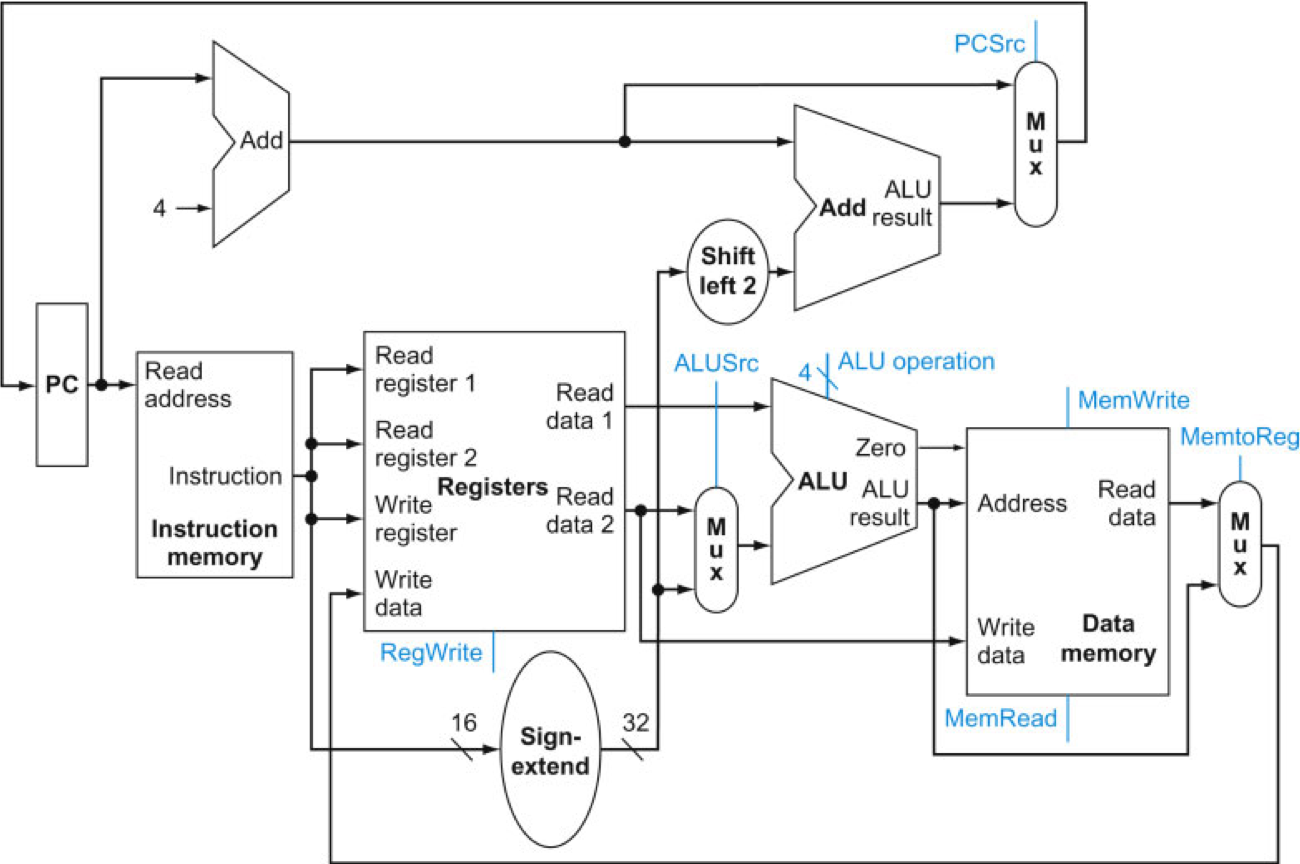 PCSrc
Add
4
M
u
x
Add
ALU
result
Shift
left 2
PC
Read
address
Instruction
Instruction
memory
Read
register 1
Read
register 2
Write
register
Write
data
Registers
Read
data 1
Read
data 2
RegWrite
16
Sign-
extend
32
ALUSrc
M
u
x
4
ALU operation
Zero
ALU
ALU
result
MemWrite
Address
Read
data
Write
data
Data
memory
MemRead
MemtoReg
M
u
x